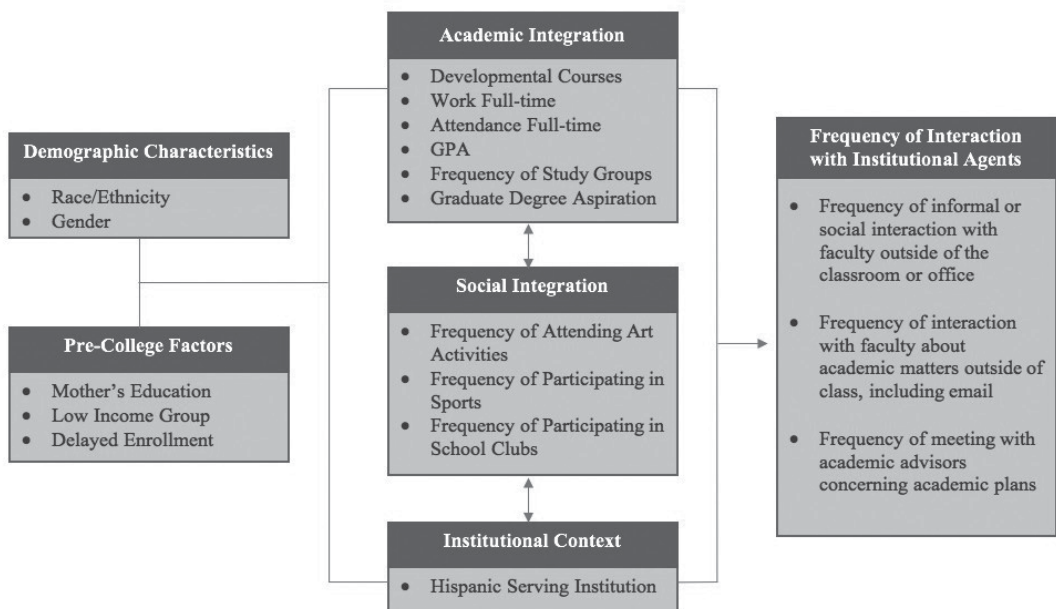 Demographic Characteristics
• Race/Ethnicity
• Gender
Pre-College Factors
• Mother’s Education
• Low Income Group
• Delayed Enrollment
Academic Integration
• Developmental Courses
• Work Full-time
• Attendance Full-time
• GPA
• Frequency of Study Groups
• Graduate Degree Aspiration
Social Integration
• Frequency of Attending Art
Activities
• Frequency of Participating in
Sports
• Frequency of Participating in
School Clubs
Institutional Context
• Hispanic Serving Institution
Frequency of Interaction
with Institutional Agents
• Frequency of informal or
social interaction with
faculty outside of the
classroom or office
• Frequency of interaction
with faculty about
academic matters outside of
class, including email
• Frequency of meeting with
academic advisors
concerning academic plans